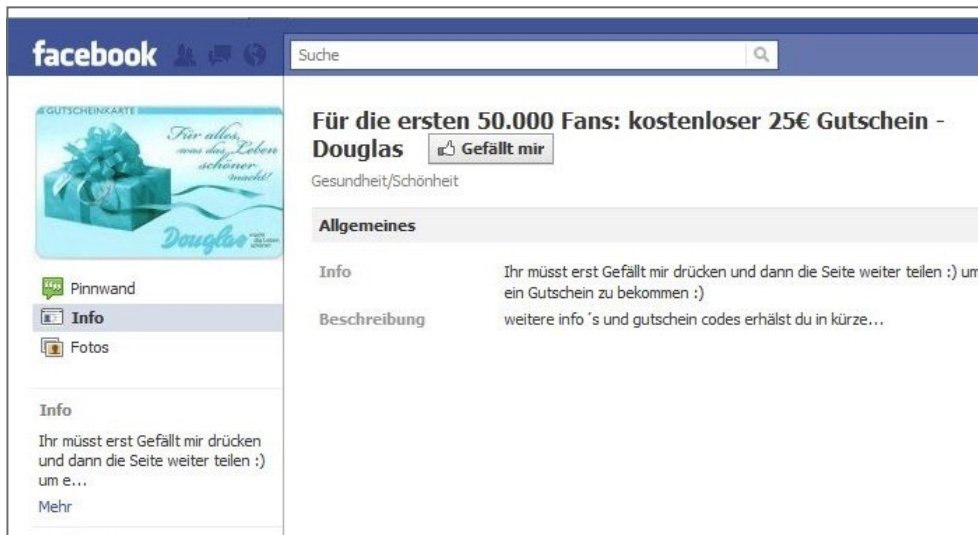 facebook
Suche
GUTSCHEINKARTE
Für alles,
was das Leben
schöner
macht!
Douglas
Pinnwand
Info
Fotos
Info
Ihr müsst erst Gefällt mir drücken
und dann die Seite weiter teilen :)
um e...
Mehr
Für die ersten 50.000 Fans: kostenloser 25€ Gutschein -
Douglas Gefällt mir
Gesundheit/Schönheit
Allgemeines
Info Ihr müsst erst Gefällt mir drücken und dann die Seite weiter teilen :) um
ein Gutschein zu bekommen :)
Beschreibung weitere info ´s und gutschein codes erhälst du in kürze...